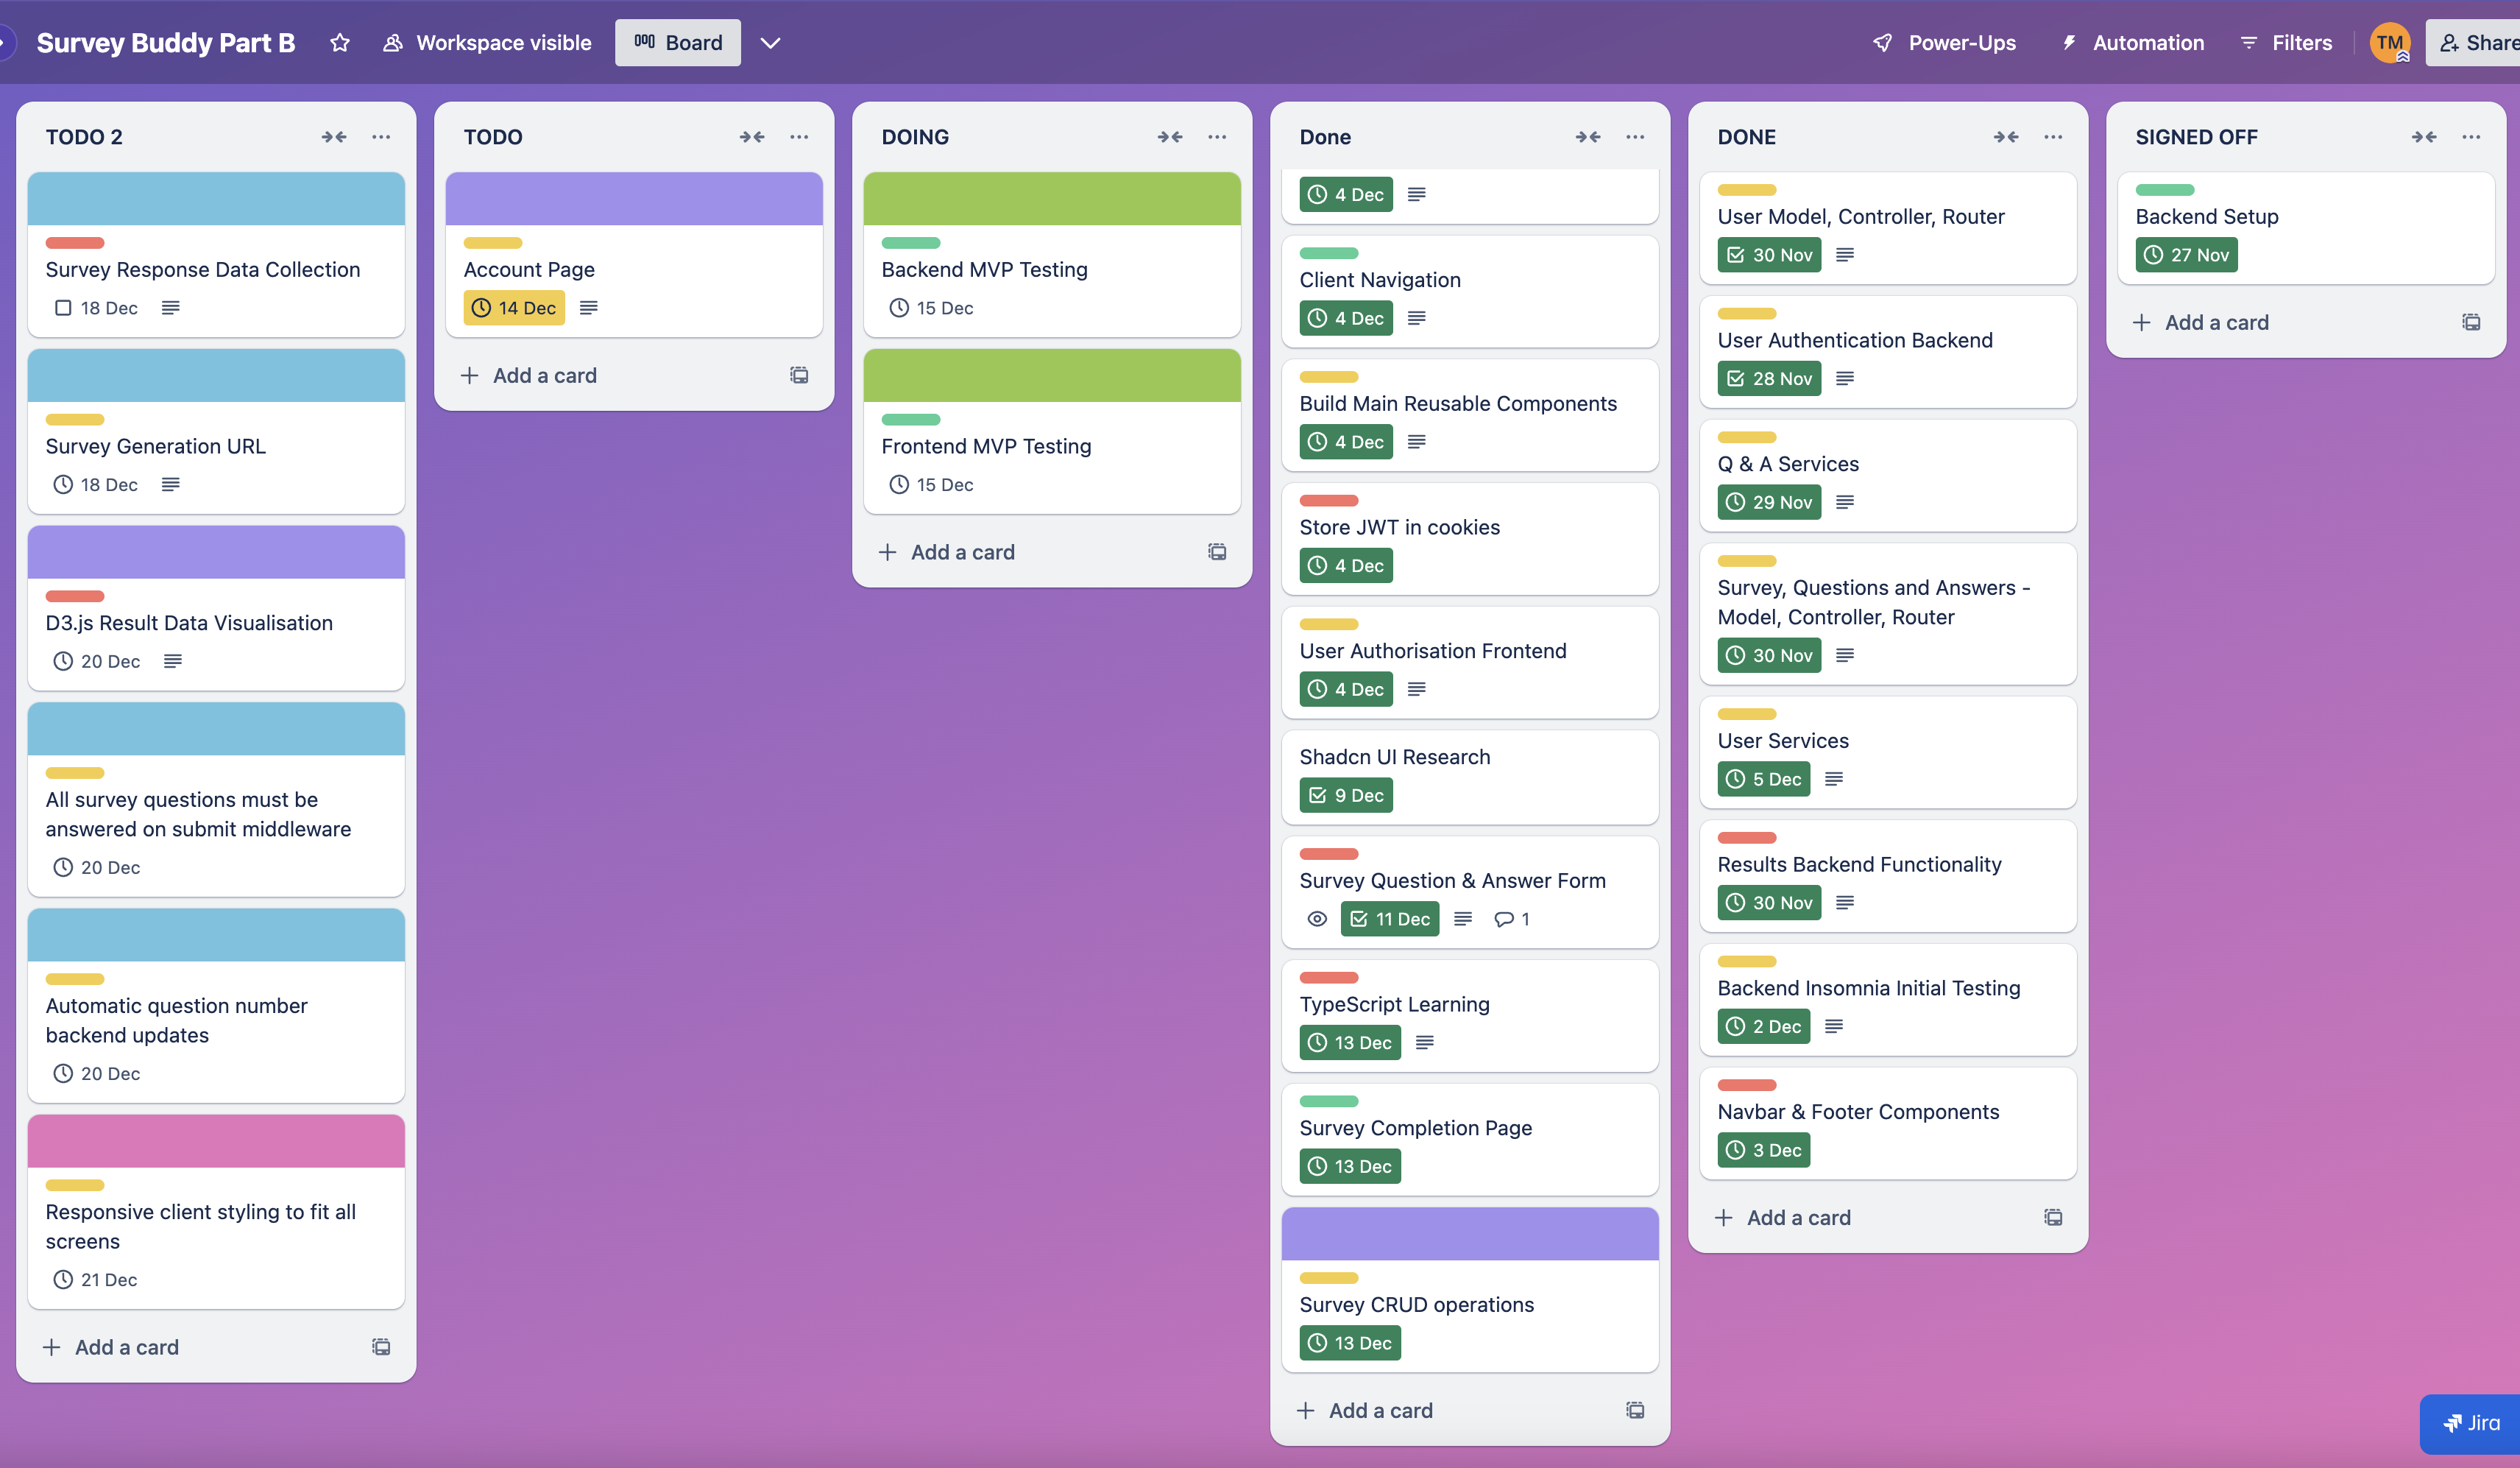 Survey Buddy Part B
Workspace visible
Board
Power-Ups
Automation
Filters
TM
Share
TODO 2
Survey Response Data Collection
18 Dec
Survey Generation URL
18 Dec
D3.js Result Data Visualisation
20 Dec
All survey questions must be
answered on submit middleware
20 Dec
Automatic question number
backend updates
20 Dec
Responsive client styling to fit all
screens
21 Dec
Add a card
TODO
Account Page
14 Dec
Add a card
DOING
Backend MVP Testing
15 Dec
Frontend MVP Testing
15 Dec
Add a card
Done
4 Dec
Client Navigation
4 Dec
Build Main Reusable Components
4 Dec
Store JWT in cookies
4 Dec
User Authorisation Frontend
4 Dec
Shadcn UI Research
9 Dec
Survey Question & Answer Form
11 Dec 1
TypeScript Learning
13 Dec
Survey Completion Page
13 Dec
Survey CRUD operations
13 Dec
Add a card
DONE
User Model, Controller, Router
30 Nov
User Authentication Backend
28 Nov
Q & A Services
29 Nov
Survey, Questions and Answers -
Model, Controller, Router
30 Nov
User Services
5 Dec
Results Backend Functionality
30 Nov
Backend Insomnia Initial Testing
2 Dec
Navbar & Footer Components
3 Dec
Add a card
SIGNED OFF
Backend Setup
27 Nov
Add a card
Jira